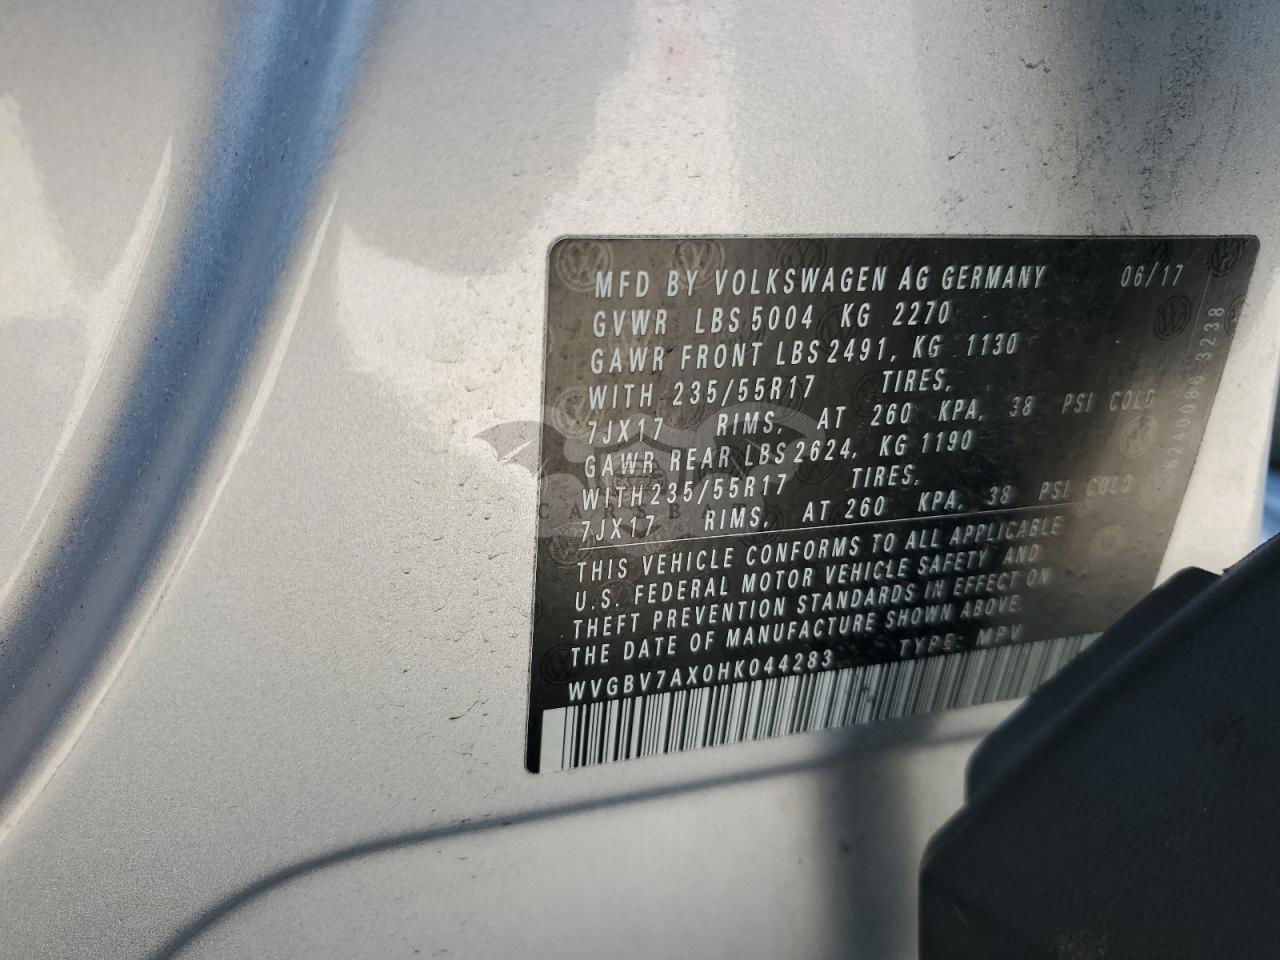 MFD BY VOLKSWAGEN AG GERMANY 06/17
GVWR LBS 5004 KG 2270
GAWR FRONT LBS 2491, KG 1130
WITH 235/55R17 TIRES,
7JX17 RIMS, AT 260 KPA, 38 PSI COLD
GAWR REAR LBS 2624, KG 1190
WITH 235/55R17 TIRES,
7JX17 RIMS, AT 260 KPA, 38 PSI COLD
THIS VEHICLE CONFORMS TO ALL APPLICABLE
U.S. FEDERAL MOTOR VEHICLE SAFETY AND
THEFT PREVENTION STANDARDS IN EFFECT ON
THE DATE OF MANUFACTURE SHOWN ABOVE.
WVGBV7AX0HK044283 TYPE: MPV